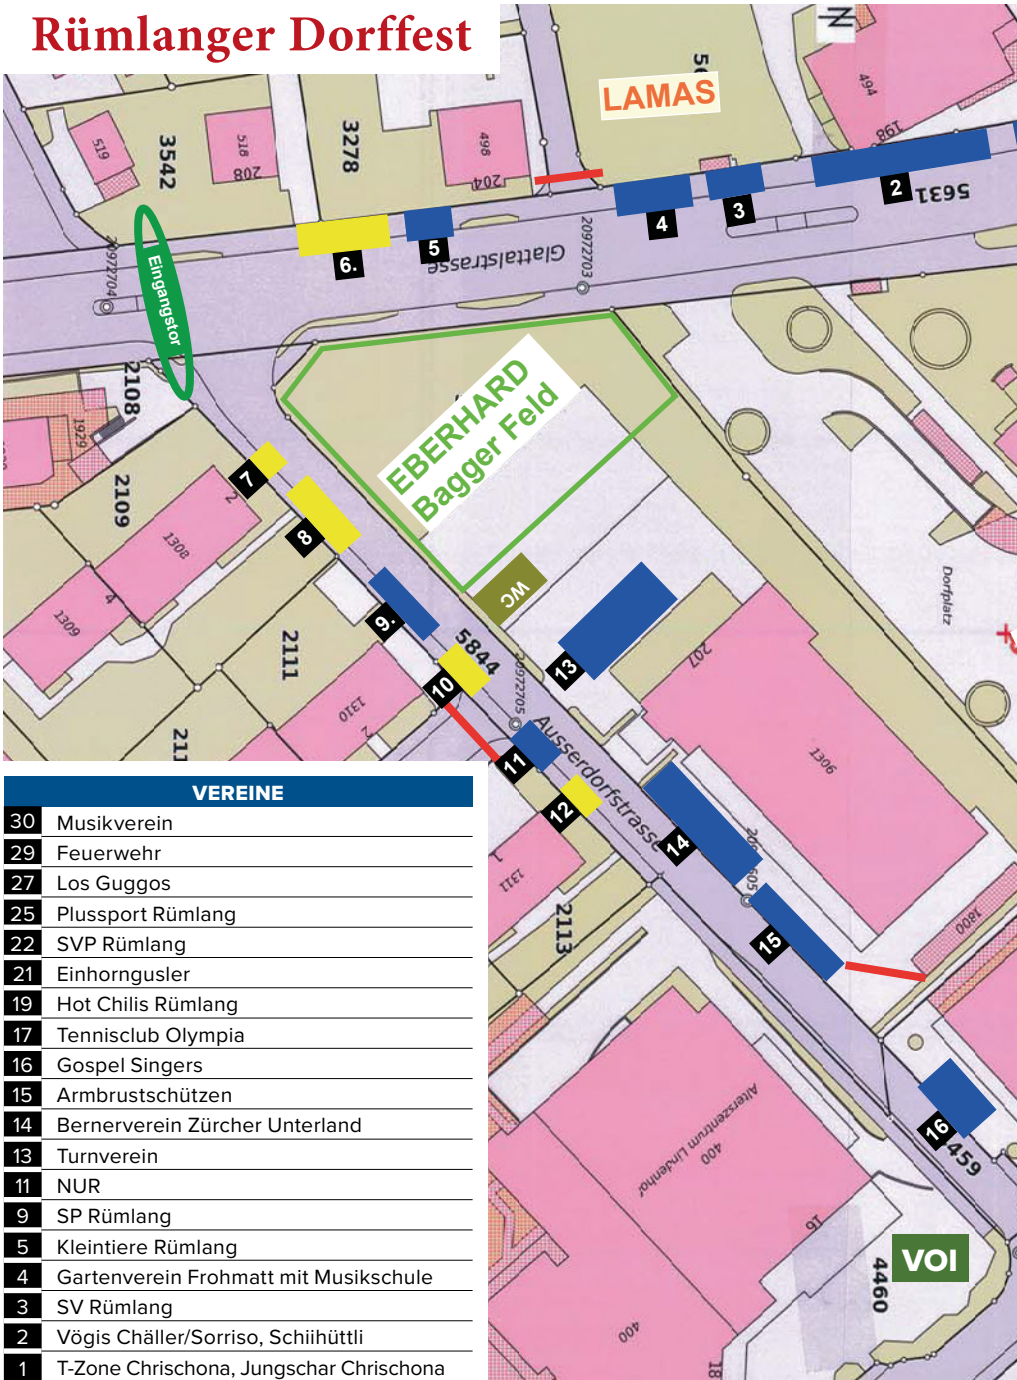 Rümlanger Dorffest
N
LAMAS
494
198
519
3542
518
208
3278
498
204
2
5631
3
4
5
6.
Glattalstrasse
20972703
20972704
Eingangstor
EBERHARD
Bagger Feld
2108
1929
2109
7
2
8
1308
1309
4
WC
9.
2111
5844
10
20972705
13
207
Dorfplatz
1310
2
11
Ausserdorfstrasse
12
1306
14
15
1311
2113
1800
16
459
Alterszentrum Lindenhof
400
16
VOI
4460
400
18
VEREINE
30 Musikverein
29 Feuerwehr
27 Los Guggos
25 Plussport Rümlang
22 SVP Rümlang
21 Einhorngusler
19 Hot Chilis Rümlang
17 Tennisclub Olympia
16 Gospel Singers
15 Armbrustschützen
14 Bernerverein Zürcher Unterland
13 Turnverein
11 NUR
9 SP Rümlang
5 Kleintiere Rümlang
4 Gartenverein Frohmatt mit Musikschule
3 SV Rümlang
2 Vögis Chäller/Sorriso, Schiihüttli
1 T-Zone Chrischona, Jungschar Chrischona